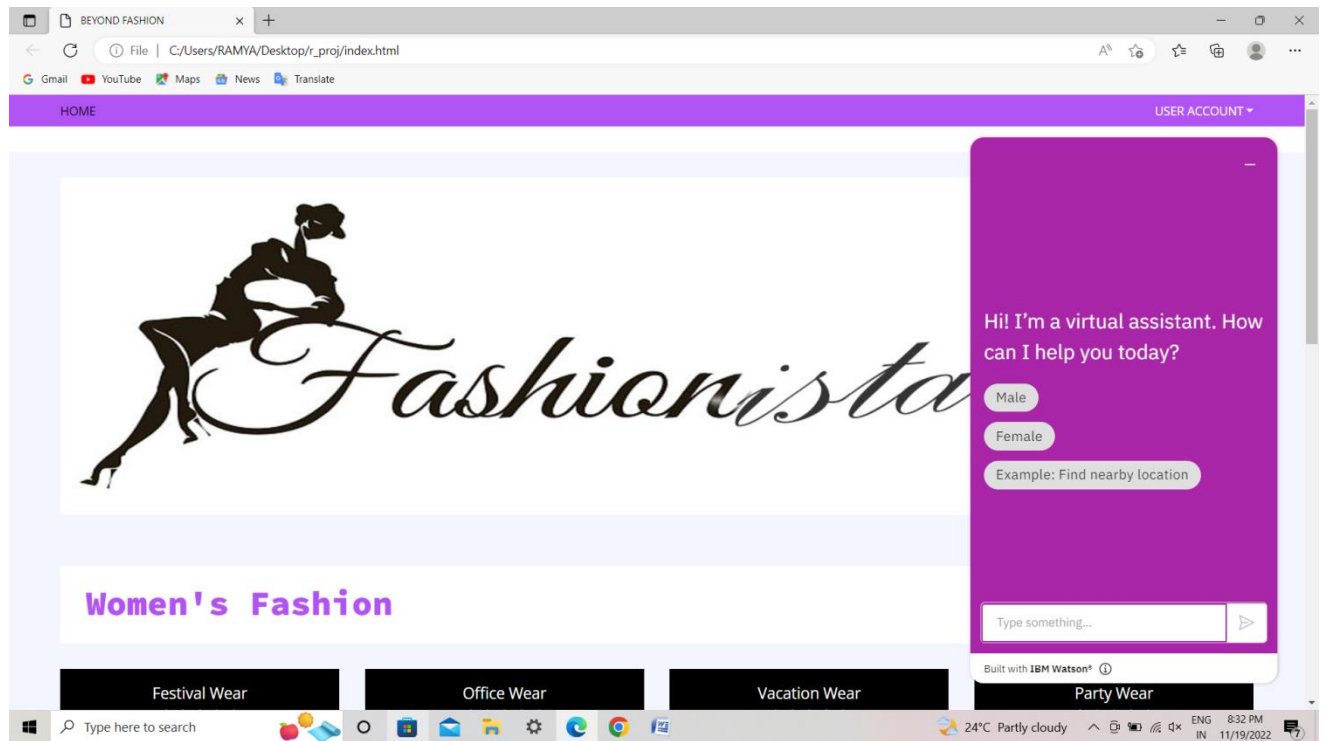 BEYOND FASHION
File | C:/Users/RAMYA/Desktop/r_proj/index.html
Gmail YouTube Maps News Translate
HOME USER ACCOUNT
Fashionista
Hi! I'm a virtual assistant. How
can I help you today?
Male
Female
Example: Find nearby location
Type something...
Built with IBM Watson®
Women's Fashion
Festival Wear Office Wear Vacation Wear Party Wear
Type here to search
24°C Partly cloudy
ENG 8:32 PM
IN 11/19/2022
7